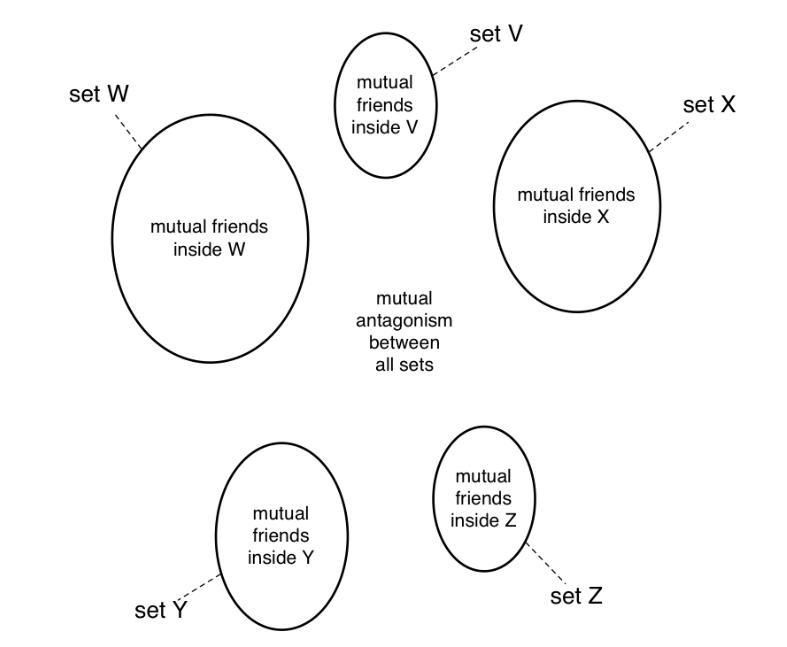 set V
mutual
friends
inside V
set W
set X
mutual friends
inside W
mutual friends
inside X
mutual
antagonism
between
all sets
mutual
friends
inside Y
mutual
friends
inside Z
set Y
set Z